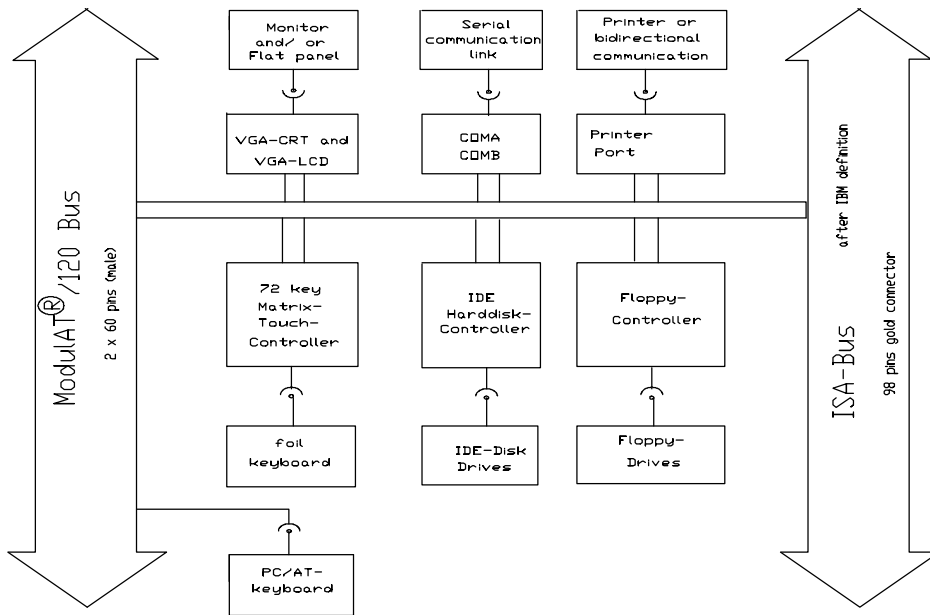 Monitor
and/ or
Flat panel
Serial
communication
link
Printer or
bidirectional
communication
VGA-CRT and
VGA-LCD
COMA
COMB
Printer
Port
ModulAT® /120 Bus
2 x 60 pins (male)
72 key
Matrix-
Touch-
Controller
IDE
Harddisk-
Controller
Floppy-
Controller
ISA-Bus
after IBM definition
98 pins gold connector
foil
keyboard
IDE-Disk
Drives
Floppy-
Drives
PC/AT-
keyboard